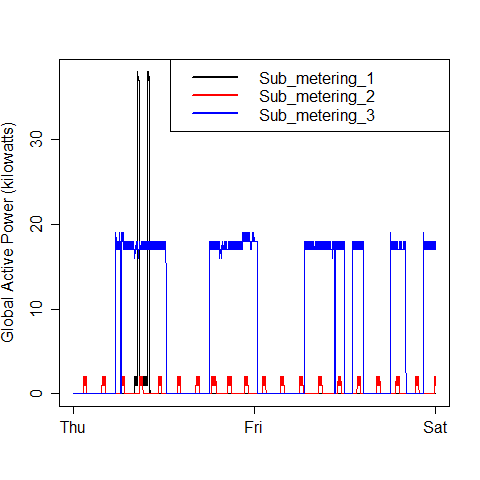 Sub_metering_1
Sub_metering_2
Sub_metering_3
Global Active Power (kilowatts)
30
20
10
0
Thu Fri Sat